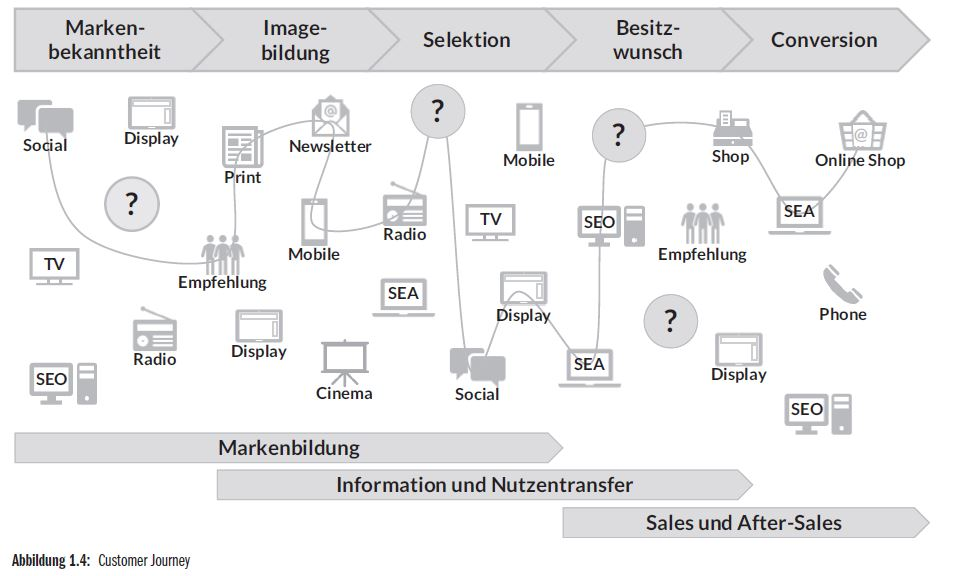 Marken-
bekanntheit
Image-
bildung
Selektion
Besitz-
wunsch
Conversion
Social
Display
?
TV
Radio
SEO
Empfehlung
Print
Newsletter
Mobile
Radio
Display
Cinema
SEA
?
Mobile
TV
Display
Social
SEA
?
SEO
Shop
Empfehlung
?
Display
Online Shop
SEA
Phone
SEO
Markenbildung
Information und Nutzentransfer
Sales und After-Sales
Abbildung 1.4: Customer Journey